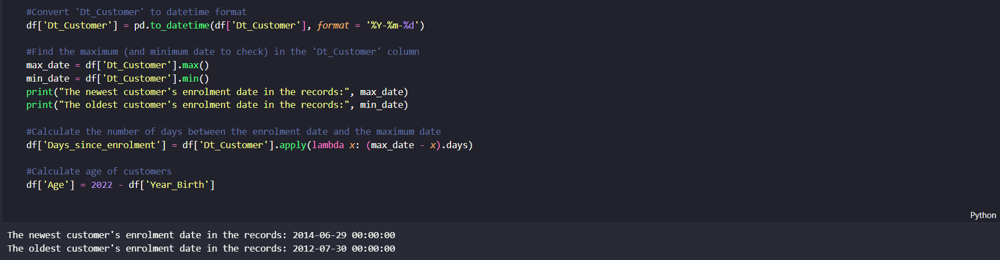 #Convert 'Dt_Customer' to datetime format
df['Dt_Customer'] = pd.to_datetime(df['Dt_Customer'], format = '%Y-%m-%d')
#Find the maximum (and minimum date to check) in the 'Dt_Customer' column
max_date = df['Dt_Customer'].max()
min_date = df['Dt_Customer'].min()
print("The newest customer's enrolment date in the records:", max_date)
print("The oldest customer's enrolment date in the records:", min_date)
#Calculate the number of days between the enrolment date and the maximum date
df['Days_since_enrolment'] = df['Dt_Customer'].apply(lambda x: (max_date - x).days)
#Calculate age of customers
df['Age'] = 2022 - df['Year_Birth']
Python
The newest customer's enrolment date in the records: 2014-06-29 00:00:00
The oldest customer's enrolment date in the records: 2012-07-30 00:00:00